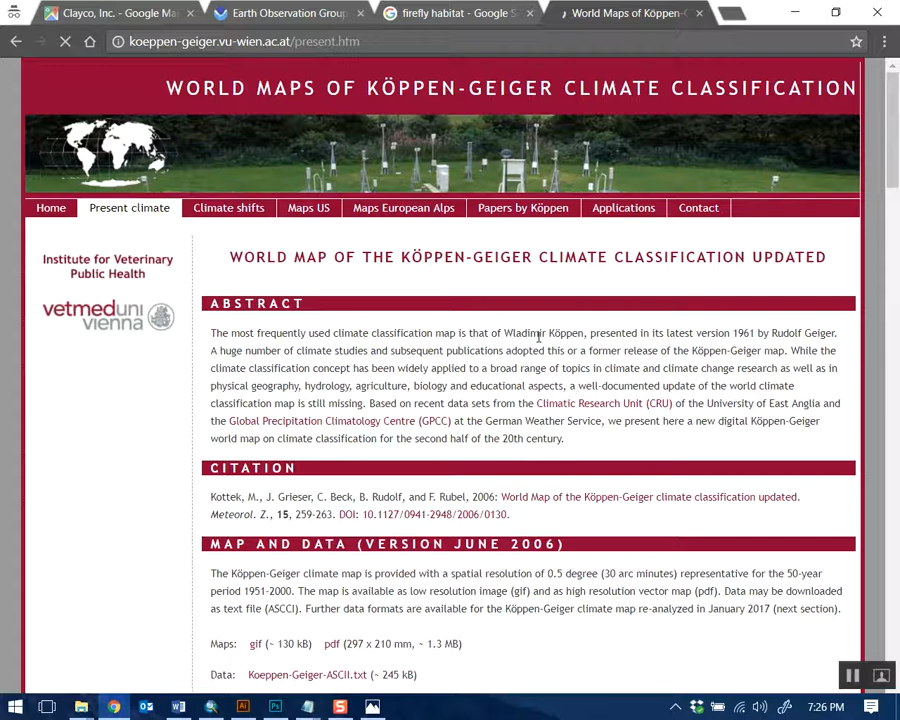 Clayco, Inc. - Google Ma
Earth Observation Group
firefly habitat - Google S
World Maps of Köppen-G
koeppen-geiger.vu-wien.ac.at/present.htm
WORLD MAPS OF KÖPPEN-GEIGER CLIMATE CLASSIFICATION
Home
Present climate
Climate shifts
Maps US
Maps European Alps
Papers by Köppen
Applications
Contact
Institute for Veterinary
Public Health
vetmeduni
vienna
WORLD MAP OF THE KÖPPEN-GEIGER CLIMATE CLASSIFICATION UPDATED
ABSTRACT
The most frequently used climate classification map is that of Wladimir Köppen, presented in its latest version 1961 by Rudolf Geiger.
A huge number of climate studies and subsequent publications adopted this or a former release of the Köppen-Geiger map. While the
climate classification concept has been widely applied to a broad range of topics in climate and climate change research as well as in
physical geography, hydrology, agriculture, biology and educational aspects, a well-documented update of the world climate
classification map is still missing. Based on recent data sets from the Climatic Research Unit (CRU) of the University of East Anglia and
the Global Precipitation Climatology Centre (GPCC) at the German Weather Service, we present here a new digital Köppen-Geiger
world map on climate classification for the second half of the 20th century.
CITATION
Kottek, M., J. Grieser, C. Beck, B. Rudolf, and F. Rubel, 2006: World Map of the Köppen-Geiger climate classification updated.
Meteorol. Z., 15, 259-263. DOI: 10.1127/0941-2948/2006/0130.
MAP AND DATA (VERSION JUNE 2006)
The Köppen-Geiger climate map is provided with a spatial resolution of 0.5 degree (30 arc minutes) representative for the 50-year
period 1951-2000. The map is available as low resolution image (gif) and as high resolution vector map (pdf). Data may be downloaded
as text file (ASCCI). Further data formats are available for the Köppen-Geiger climate map re-analyzed in January 2017 (next section).
Maps: gif (~ 130 kB) pdf (297 x 210 mm, ~ 1.3 MB)
Data: Koeppen-Geiger-ASCII.txt (~ 245 kB)
7:26 PM